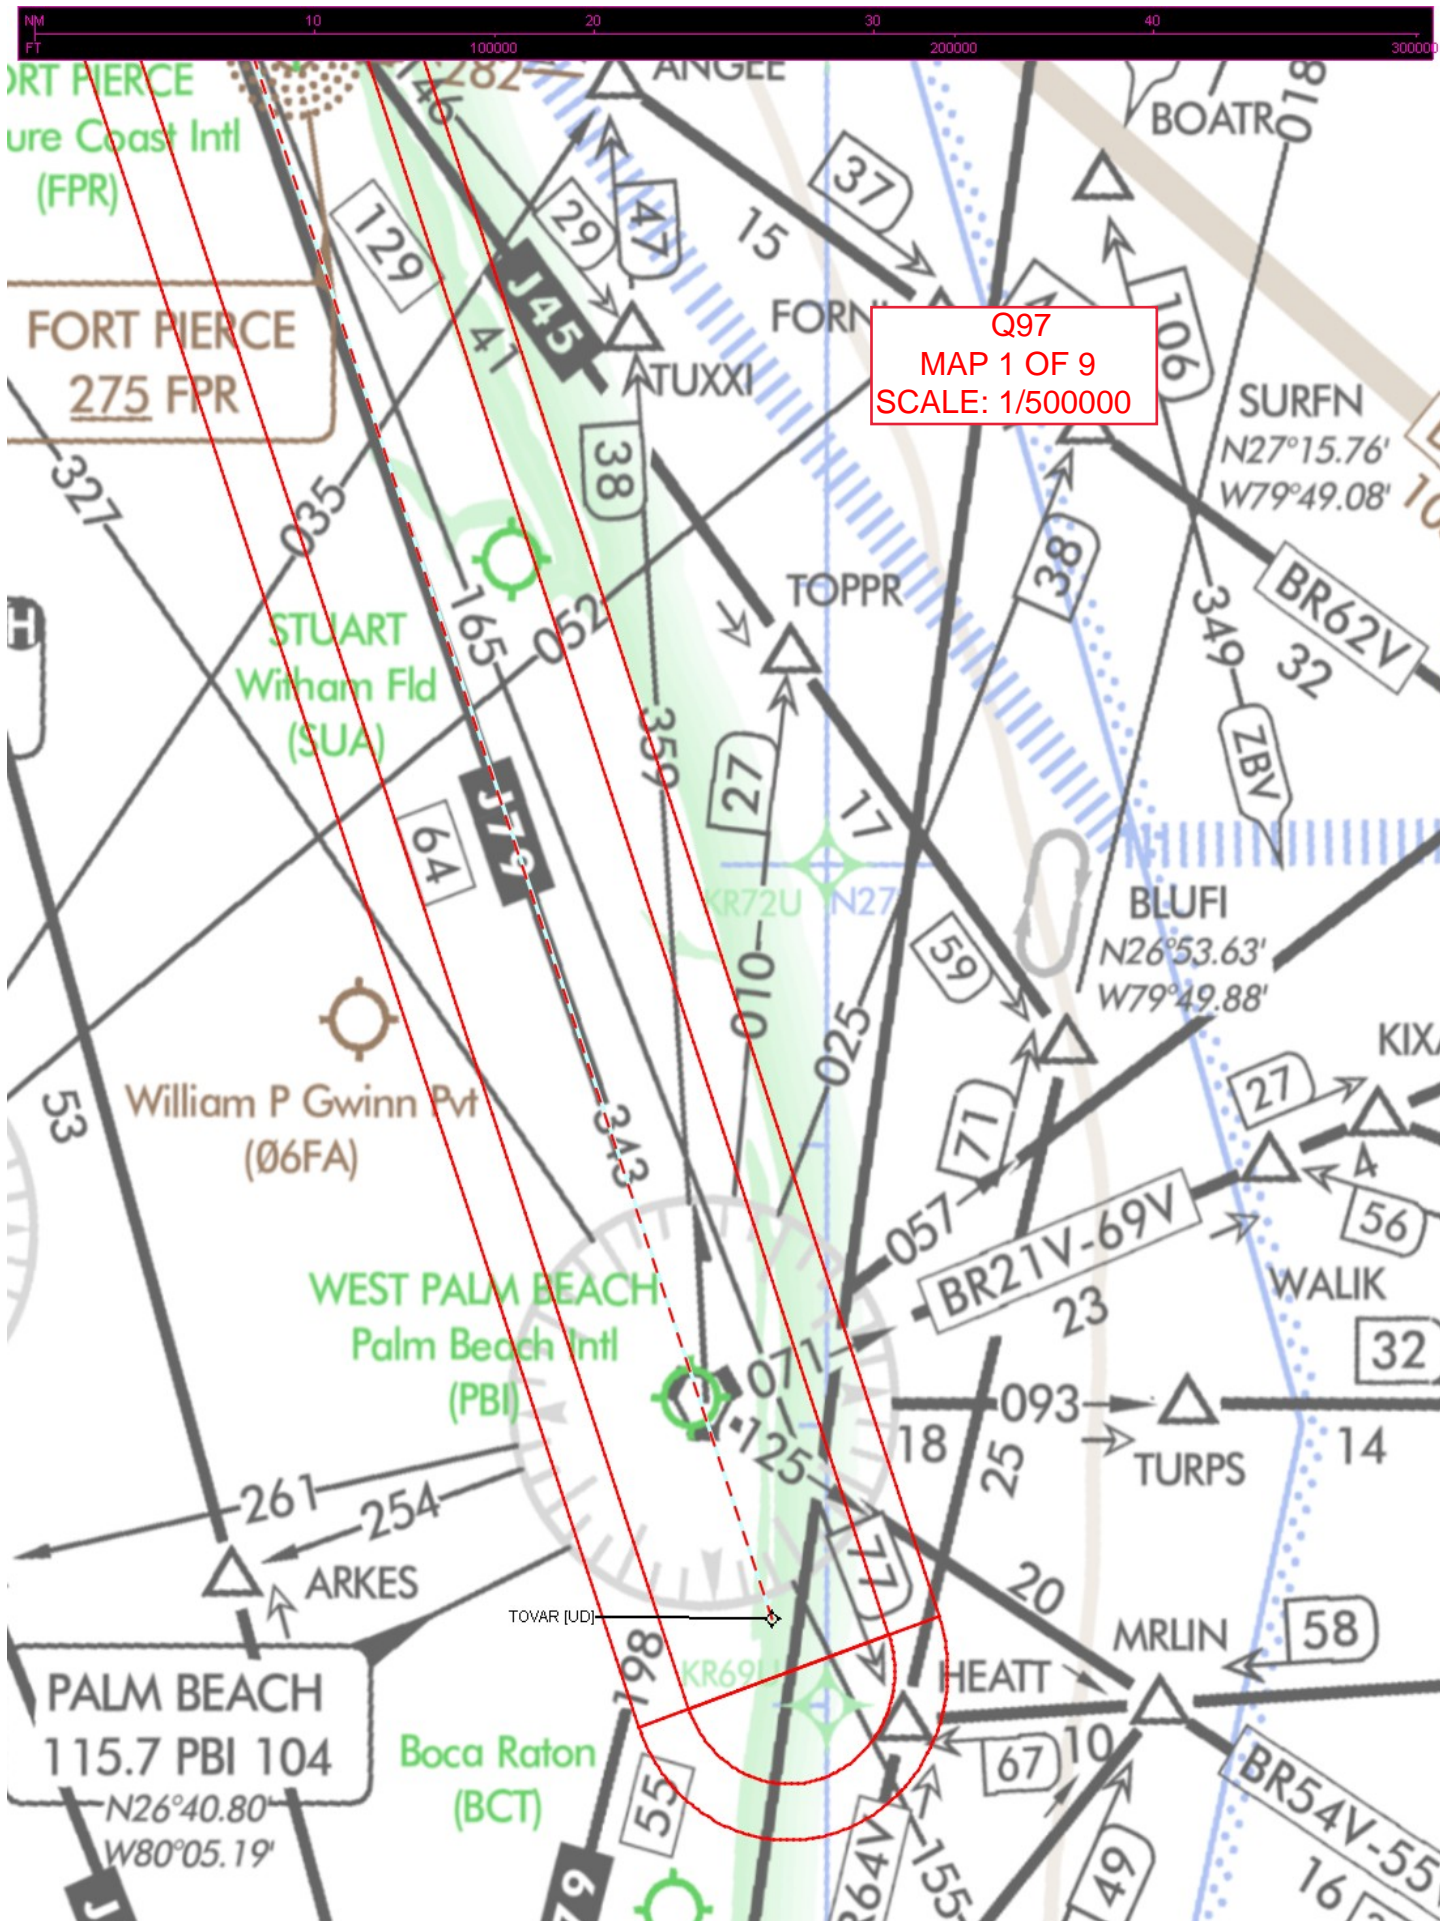 NM
10
20
30
40
FT
100000
200000
300000
ORT PIERCE
ure Coast Intl
(FPR)
146
282
ANGEE
BOATR
018
129
29
47
15
37
J45
41
FORT PIERCE
275 FPR
TUXXI
Q97
MAP 1 OF 9
SCALE: 1/500000
106
SURFN
N27°15.76'
W79°49.08'
38
327
035
38
BR62V
32
349
TOPPR
STUART
Witham Fld
(SUA)
165
052
359
27
17
ZBV
J79
64
KR72U
N27
BLUFI
N26°53.63'
W79°49.88'
59
010
025
William P Gwinn Pvt
(Ø6FA)
53
343
71
27
4
56
057
BR21V-69V
23
WALIK
WEST PALM BEACH
Palm Beach Intl
(PBI)
071
32
093
18
25
TURPS
14
125
261
254
ARKES
77
20
TOVAR [UD]
MRLIN
58
198
KR69U
HEATT
PALM BEACH
115.7 PBI 104
N26°40.80'
W80°05.19'
Boca Raton
(BCT)
55
67
10
BR54V-55V
155
149
16